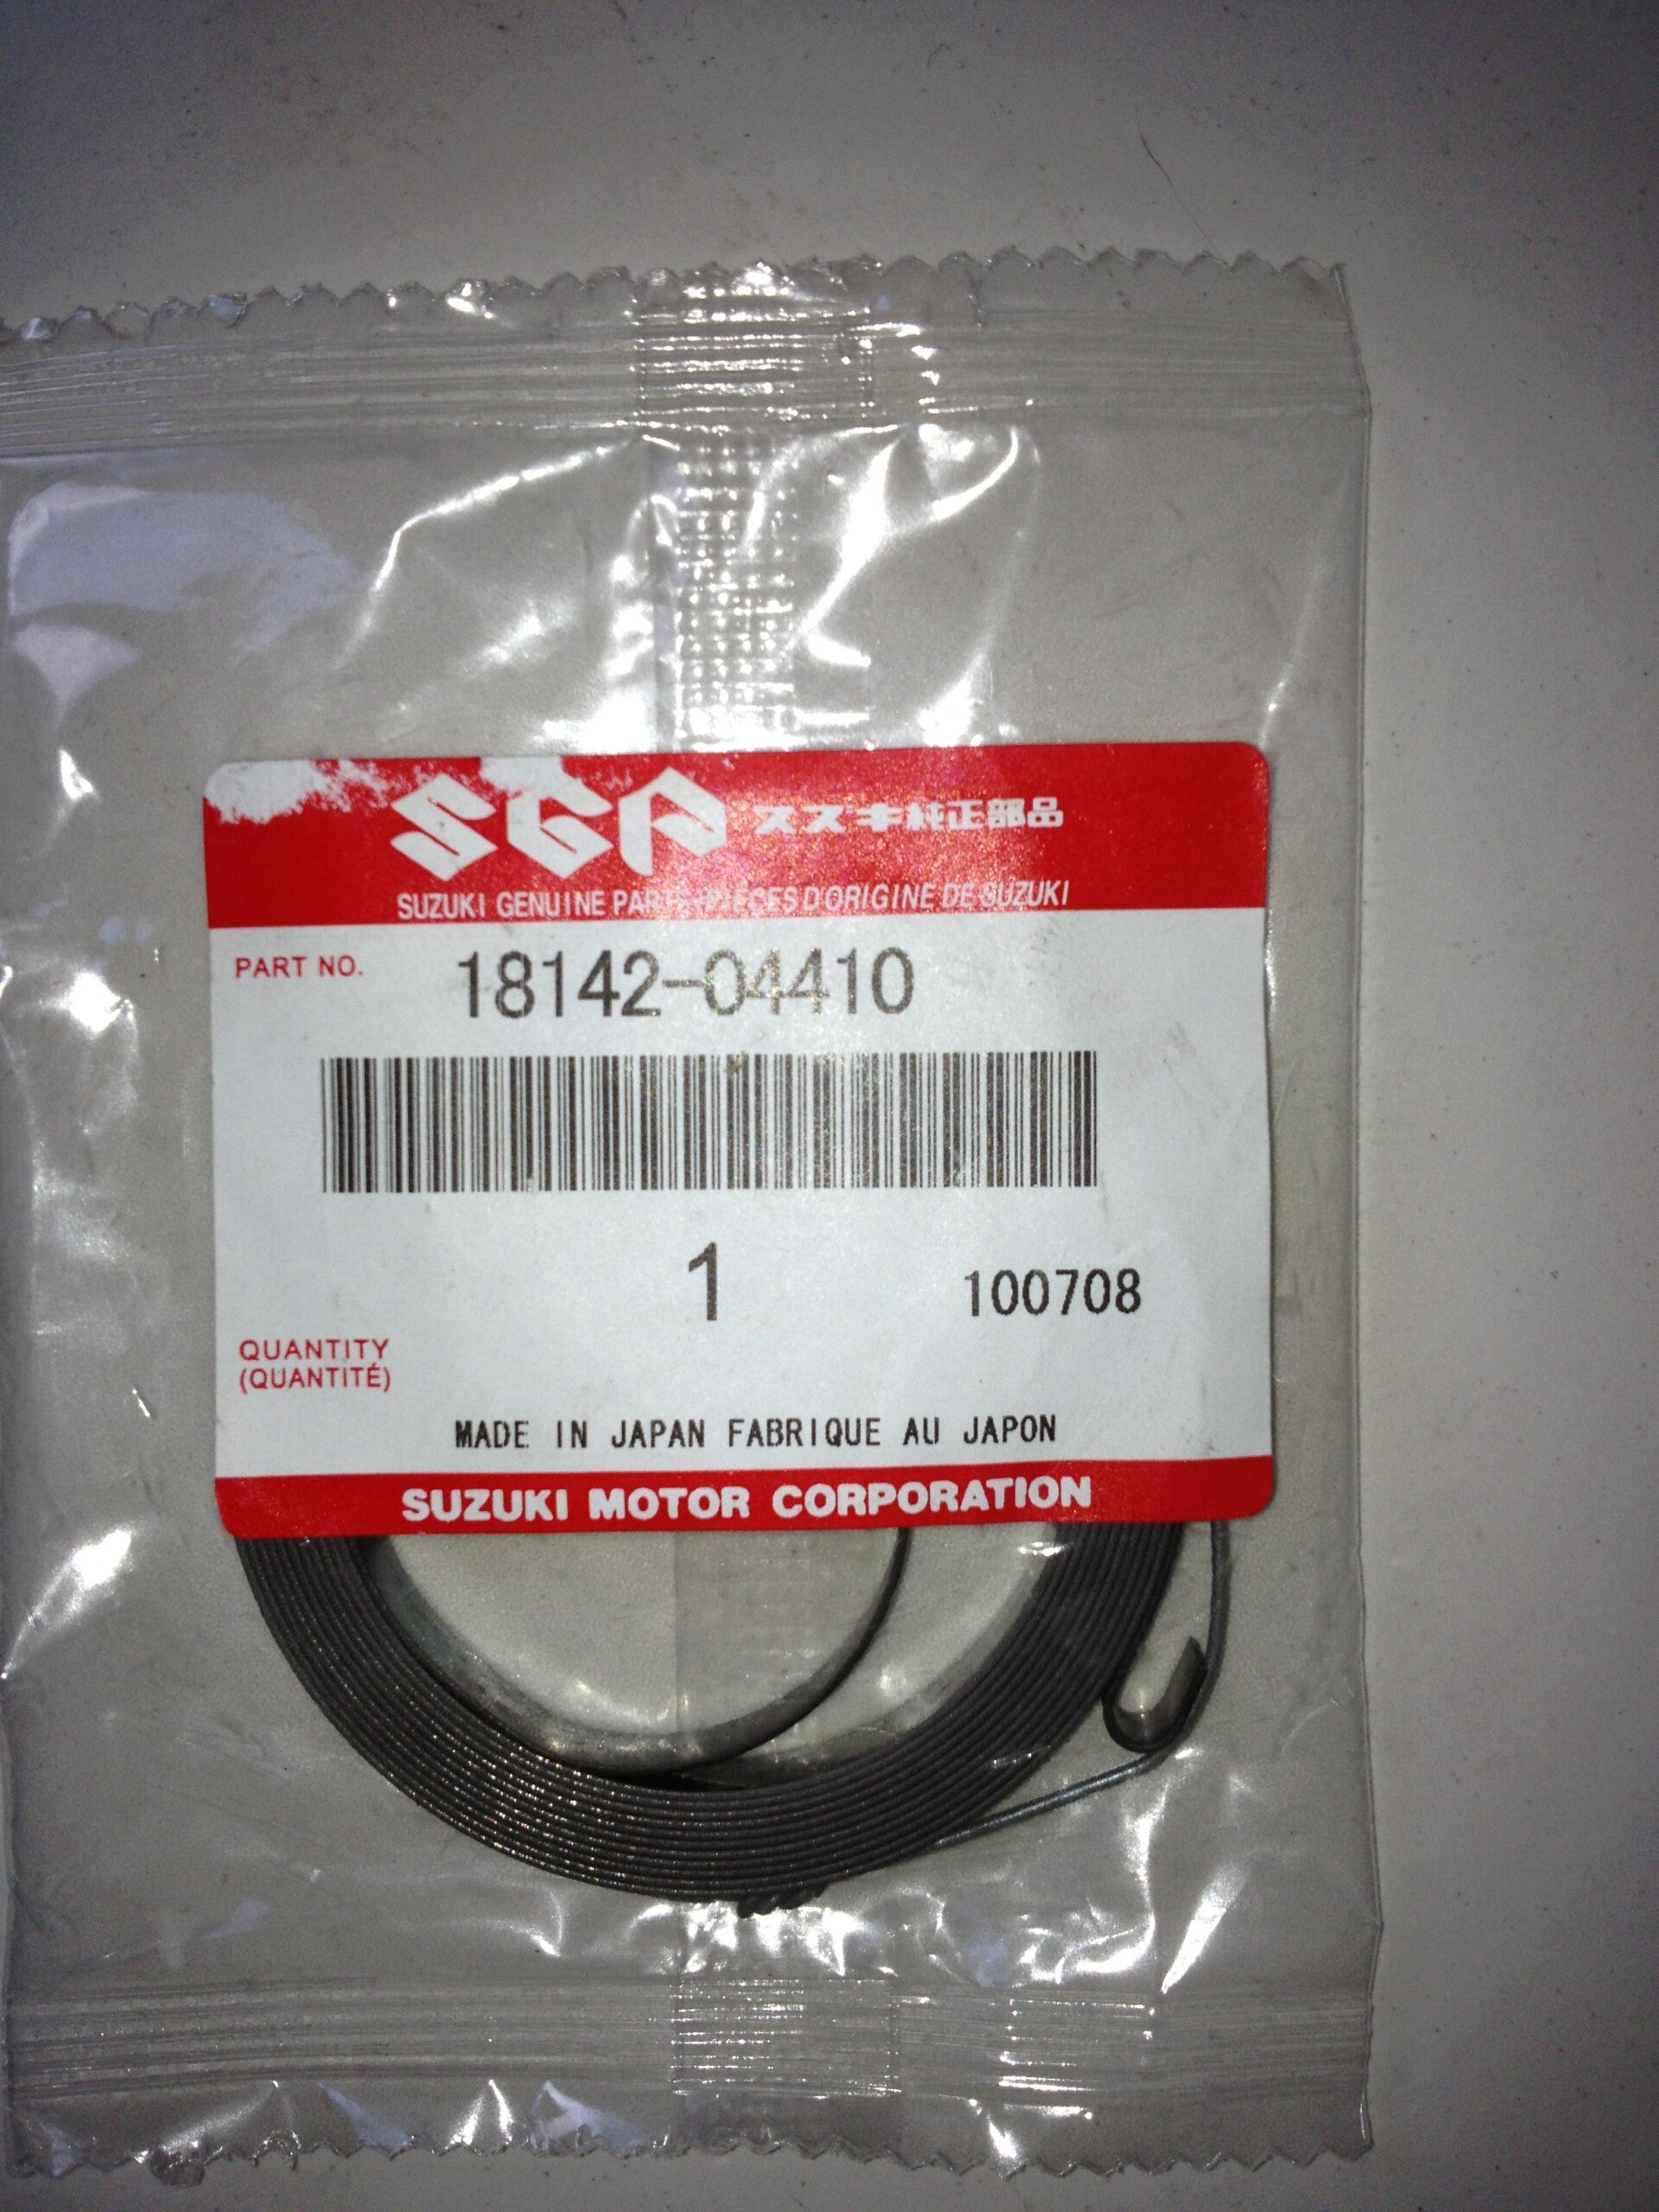 SGP スズキ純正部品
SUZUKI GENUINE PARTS/PIECES D'ORIGINE DE SUZUKI
PART NO. 18142-04410
1 100708
QUANTITY
(QUANTITÉ)
MADE IN JAPAN FABRIQUE AU JAPON
SUZUKI MOTOR CORPORATION